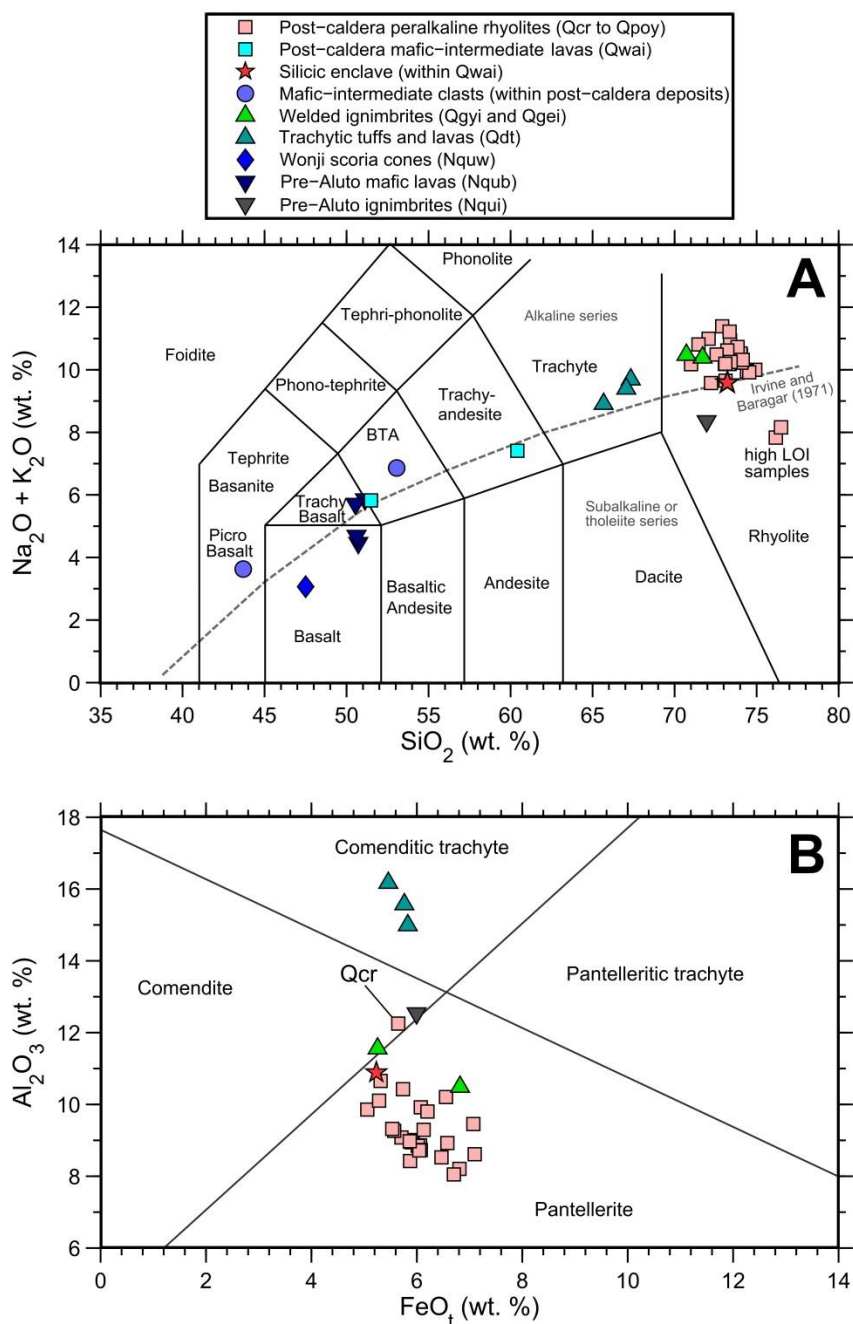 Post−caldera peralkaline rhyolites (Qcr to Qpoy)
Post−caldera mafic−intermediate lavas (Qwai)
Silicic enclave (within Qwai)
Mafic−intermediate clasts (within post−caldera deposits)
Welded ignimbrites (Qgyi and Qgei)
Trachytic tuffs and lavas (Qdt)
Wonji scoria cones (Nquw)
Pre−Aluto mafic lavas (Nqub)
Pre−Aluto ignimbrites (Nqui)
A
Na₂O + K₂O (wt. %)
14
12
10
8
6
4
2
0
Phonolite
Tephri-phonolite
Alkaline series
Foidite
Trachyte
Phono-tephrite
Trachy-
andesite
Irvine and
Baragar (1971)
BTA
Tephrite
Basanite
high LOI
samples
Trachy
Basalt
Subalkaline or
tholeiite series
Picro
Basalt
Rhyolite
Basaltic
Andesite
Andesite
Dacite
Basalt
35 40 45 50 55 60 65 70 75 80
SiO₂ (wt. %)
B
Al₂O₃ (wt. %)
18
16
14
12
10
8
6
Comenditic trachyte
Qcr
Pantelleritic trachyte
Comendite
Pantellerite
0 2 4 6 8 10 12 14
FeOₜ (wt. %)